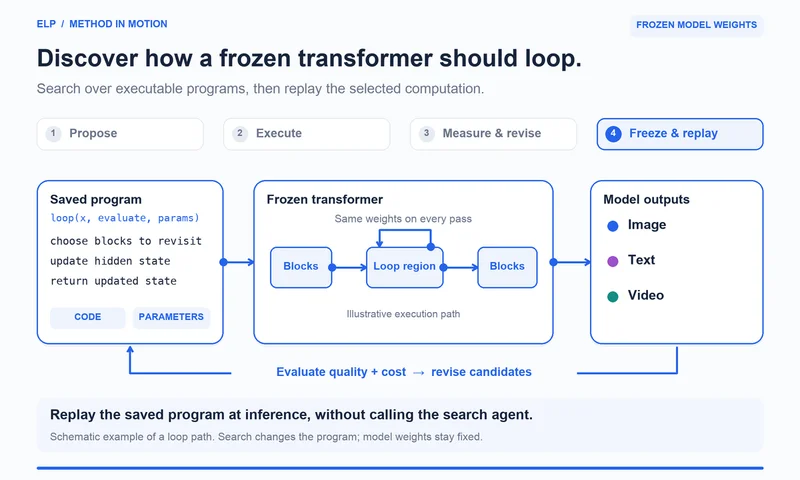 ELP / METHOD IN MOTION
FROZEN MODEL WEIGHTS
Discover how a frozen transformer should loop.
Search over executable programs, then replay the selected computation.
1 Propose
2 Execute
3 Measure & revise
4 Freeze & replay
Saved program
loop(x, evaluate, params)
choose blocks to revisit
update hidden state
return updated state
CODE
PARAMETERS
Frozen transformer
Same weights on every pass
Blocks
Loop region
Blocks
Illustrative execution path
Model outputs
Image
Text
Video
Evaluate quality + cost → revise candidates
Replay the saved program at inference, without calling the search agent.
Schematic example of a loop path. Search changes the program; model weights stay fixed.